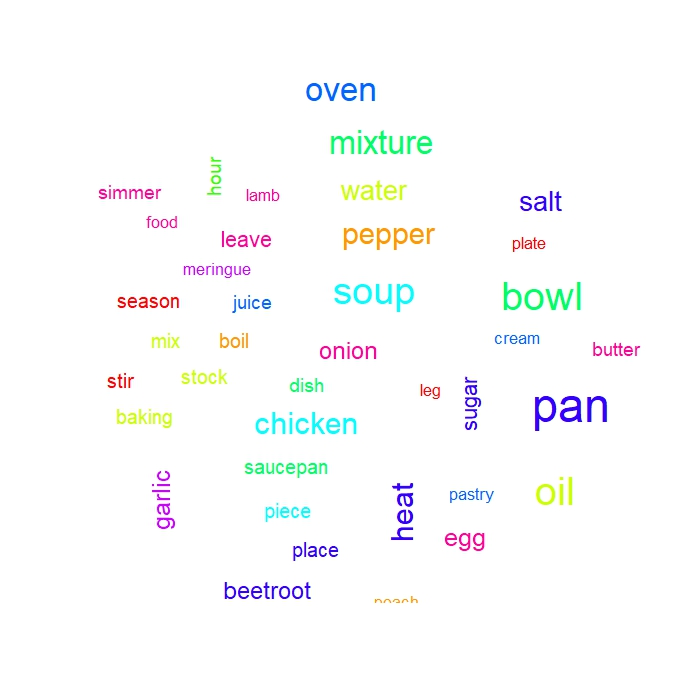 oven
mixture
hour
simmer
lamb
water
salt
food
leave
pepper
plate
meringue
season
juice
soup
bowl
mix
boil
onion
cream
butter
stir
stock
dish
leg
sugar
pan
baking
chicken
saucepan
garlic
piece
heat
pastry
oil
place
egg
beetroot
poach